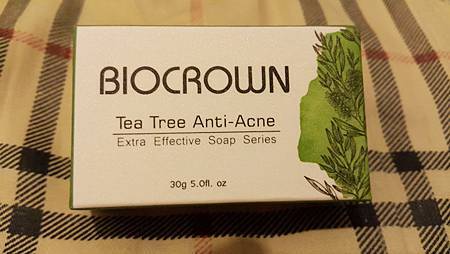 BIOCROWN
Tea Tree Anti-Acne
Extra Effective Soap Series
30g 5.0fl. oz